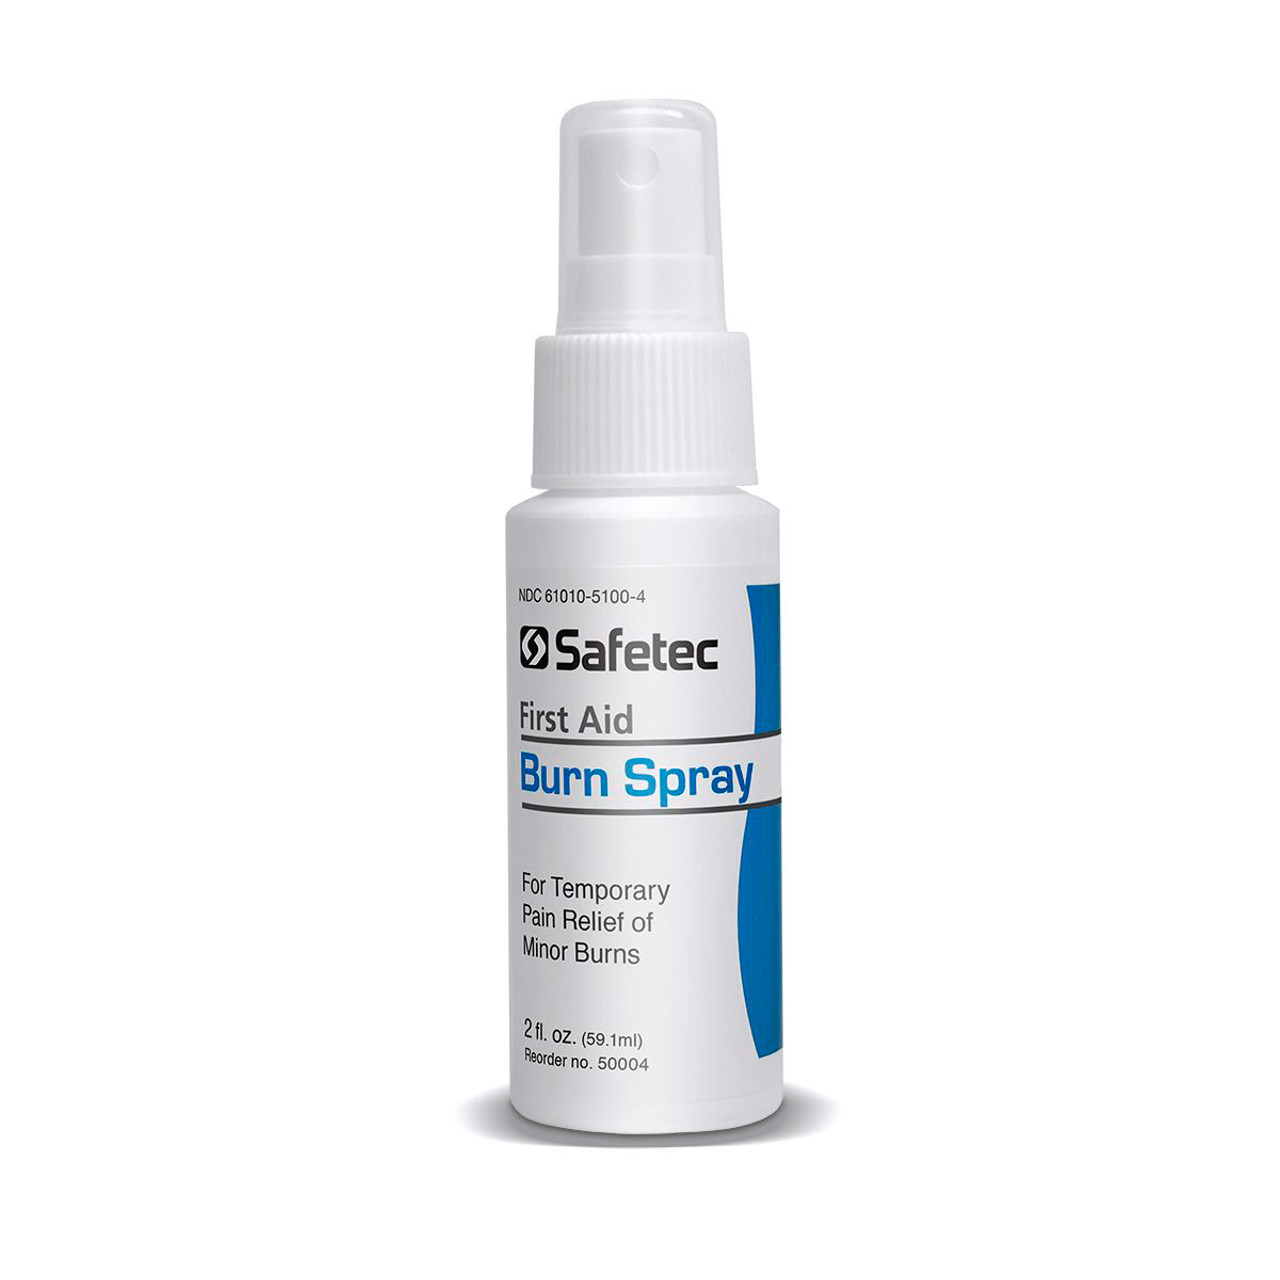 NDC 61010-5100-4
Safetec
First Aid
Burn Spray
For Temporary
Pain Relief of
Minor Burns
2 fl. oz. (59.1ml)
Reorder no. 50004